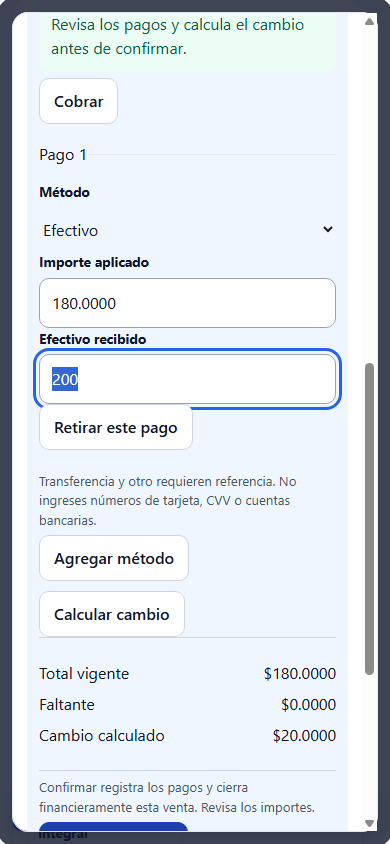 Revisa los pagos y calcula el cambio
antes de confirmar.
Cobrar
Pago 1
Método
Efectivo
Importe aplicado
180.0000
Efectivo recibido
200
Retirar este pago
Transferencia y otro requieren referencia. No
ingreses números de tarjeta, CVV o cuentas
bancarias.
Agregar método
Calcular cambio
Total vigente $180.0000
Faltante $0.0000
Cambio calculado $20.0000
Confirmar registra los pagos y cierra
financieramente esta venta. Revisa los importes.
integral